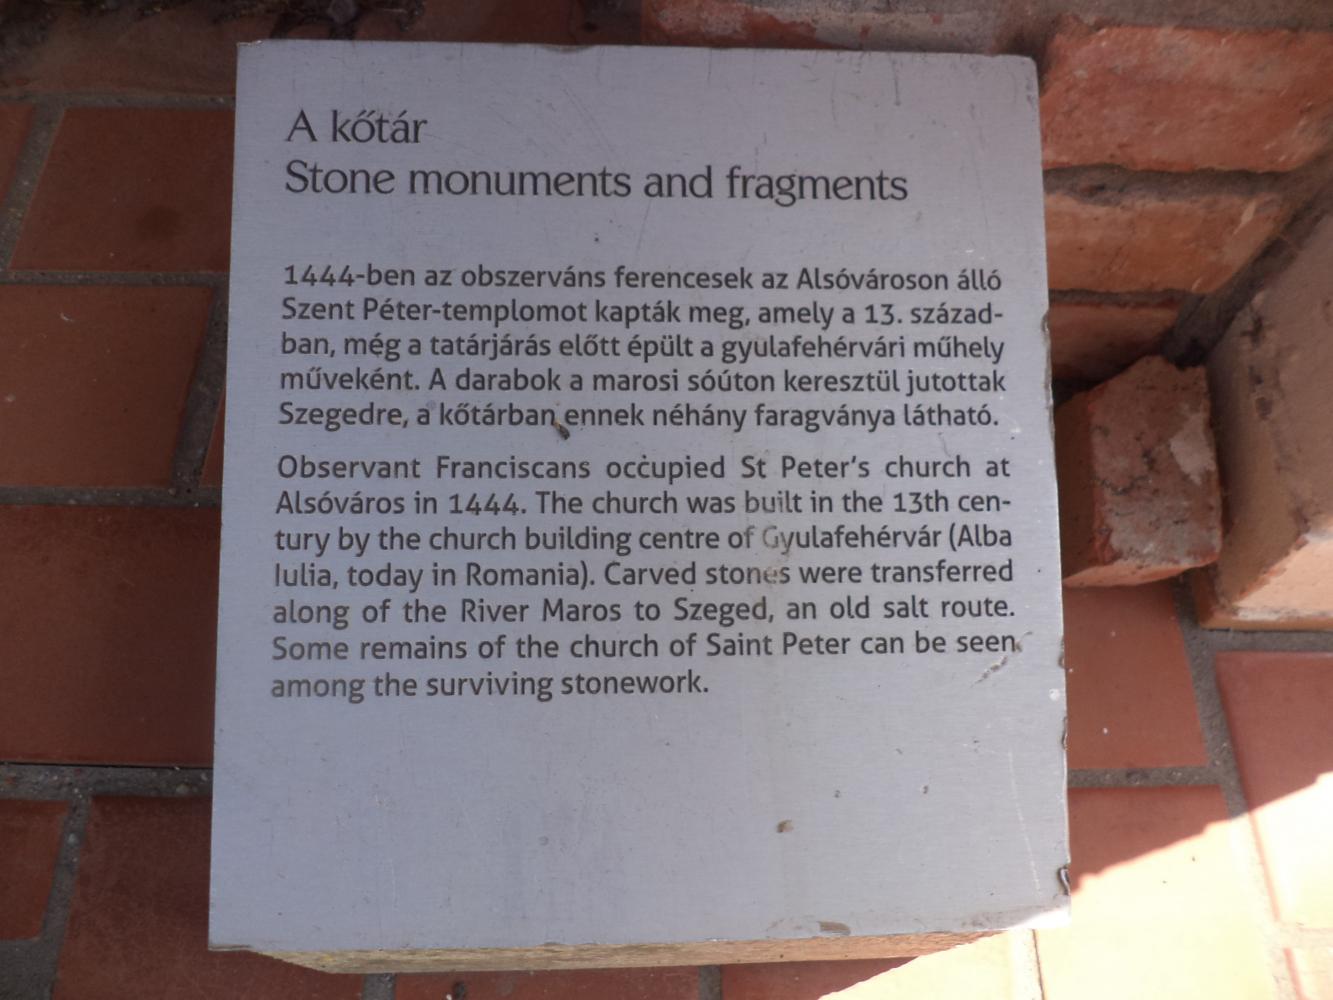 A kőtár
Stone monuments and fragments
1444-ben az obszerváns ferencesek az Alsóvároson álló
Szent Péter-templomot kapták meg, amely a 13. század-
ban, még a tatárjárás előtt épült a gyulafehérvári műhely
műveként. A darabok a marosi sóúton keresztül jutottak
Szegedre, a kőtárban ennek néhány faragványa látható.
Observant Franciscans occupied St Peter's church at
Alsóváros in 1444. The church was built in the 13th cen-
tury by the church building centre of Gyulafehérvár (Alba
Iulia, today in Romania). Carved stones were transferred
along of the River Maros to Szeged, an old salt route.
Some remains of the church of Saint Peter can be seen
among the surviving stonework.